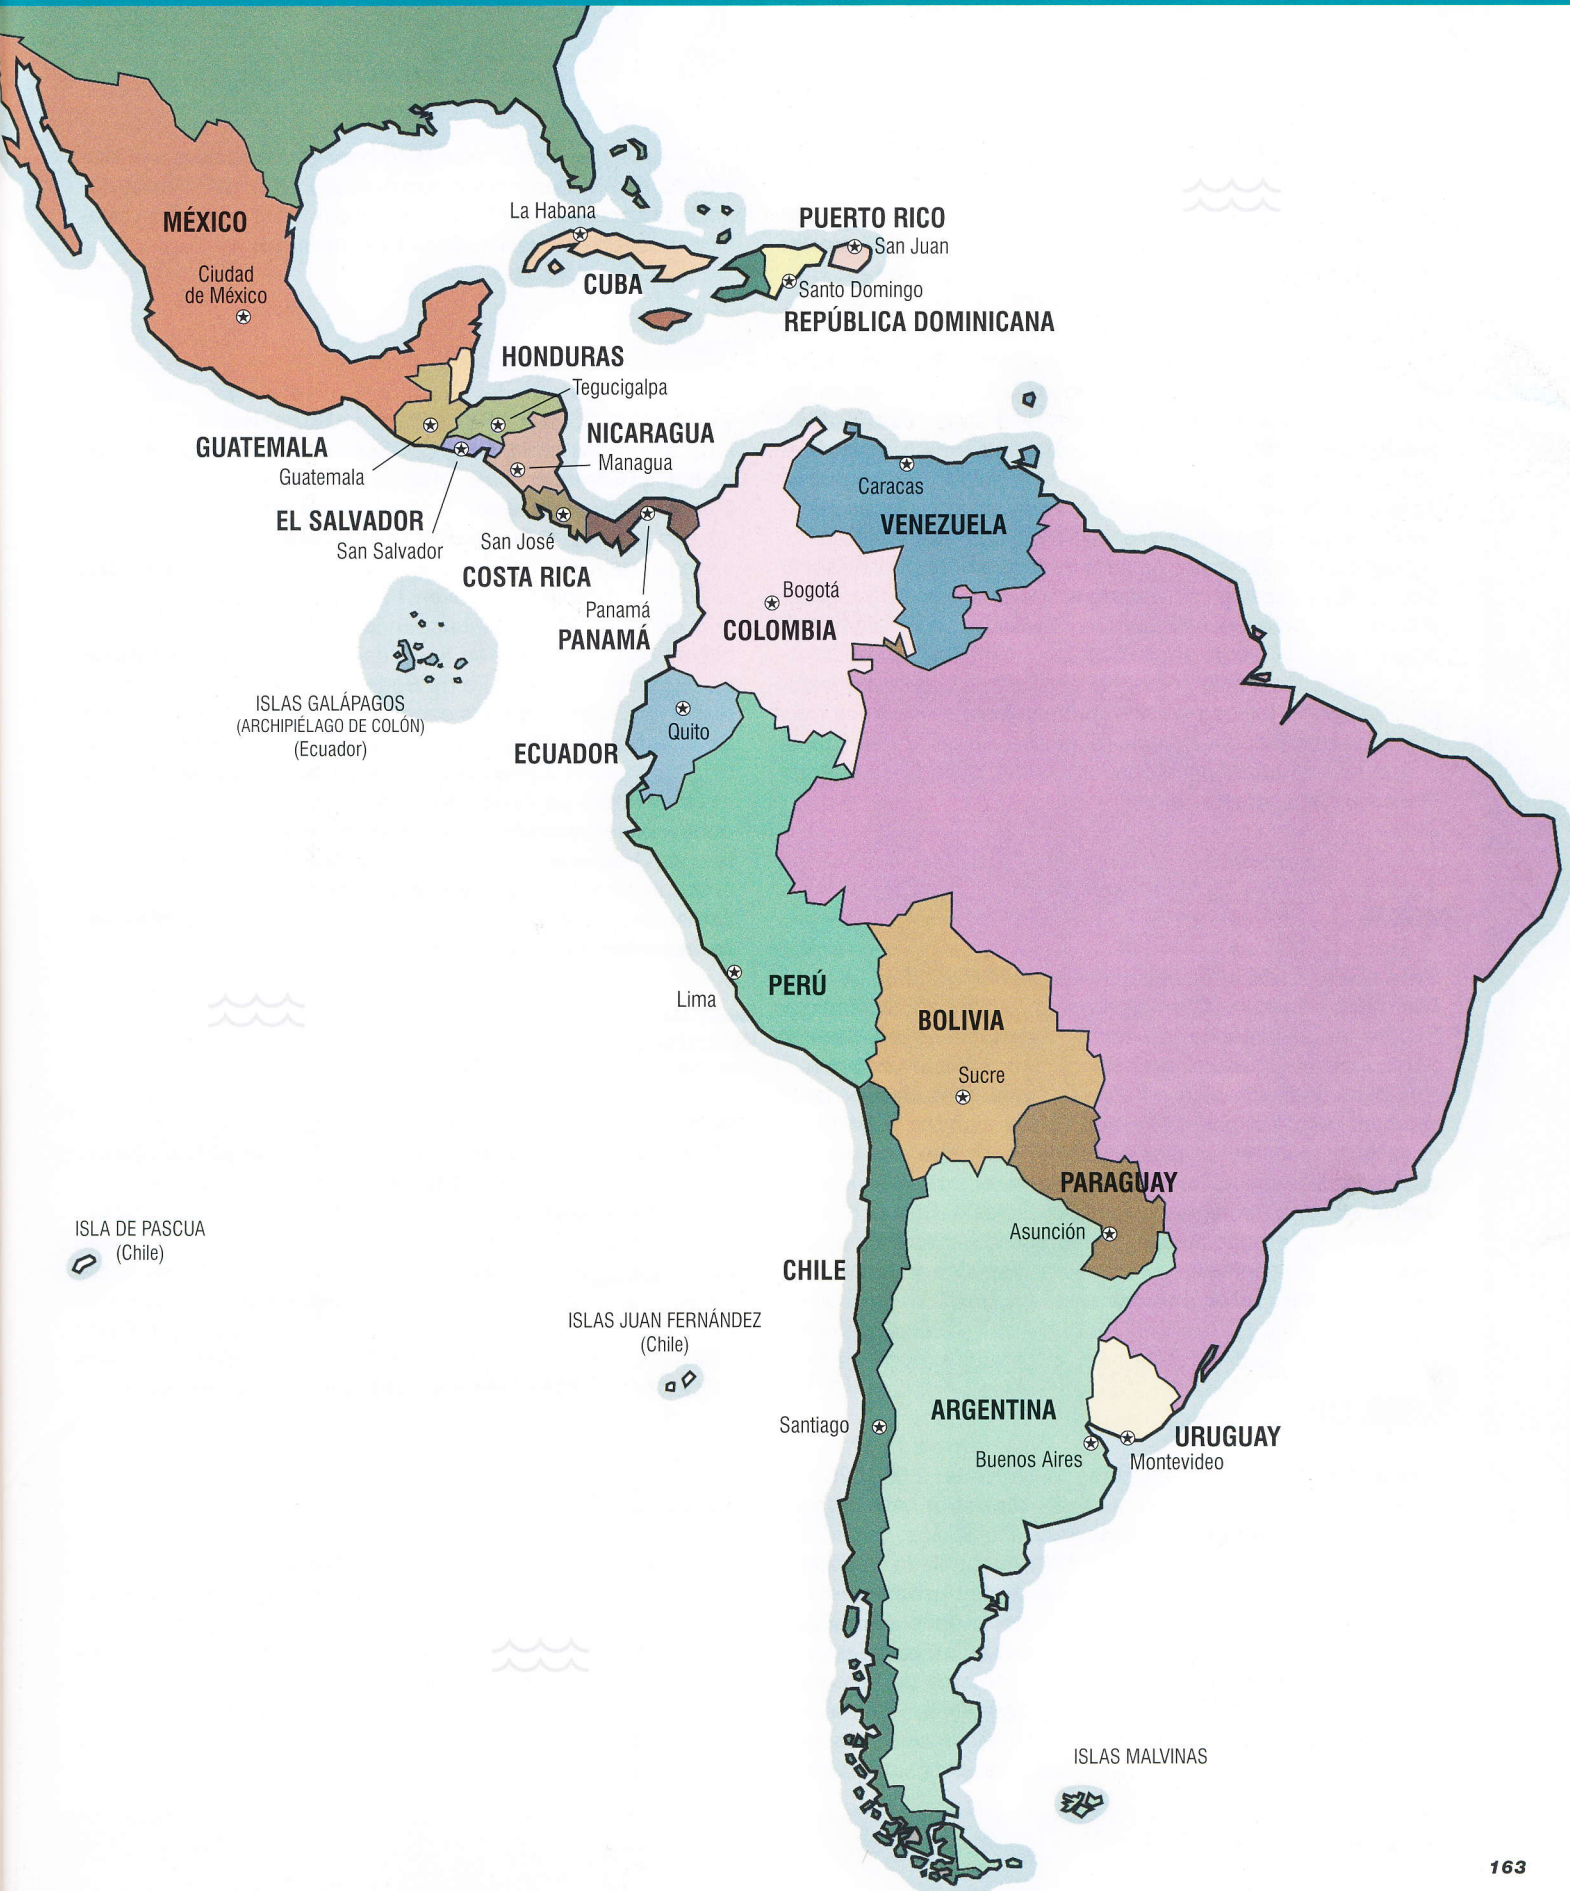 MÉXICO
Ciudad
de México
La Habana
CUBA
PUERTO RICO
San Juan
Santo Domingo
REPÚBLICA DOMINICANA
HONDURAS
Tegucigalpa
GUATEMALA
Guatemala
NICARAGUA
Managua
EL SALVADOR
San Salvador
San José
COSTA RICA
Panamá
PANAMÁ
Caracas
VENEZUELA
Bogotá
COLOMBIA
ISLAS GALÁPAGOS
(ARCHIPIÉLAGO DE COLÓN)
(Ecuador)
Quito
ECUADOR
PERÚ
Lima
BOLIVIA
Sucre
PARAGUAY
Asunción
ISLA DE PASCUA
(Chile)
CHILE
ISLAS JUAN FERNÁNDEZ
(Chile)
Santiago
ARGENTINA
Buenos Aires
URUGUAY
Montevideo
ISLAS MALVINAS
163